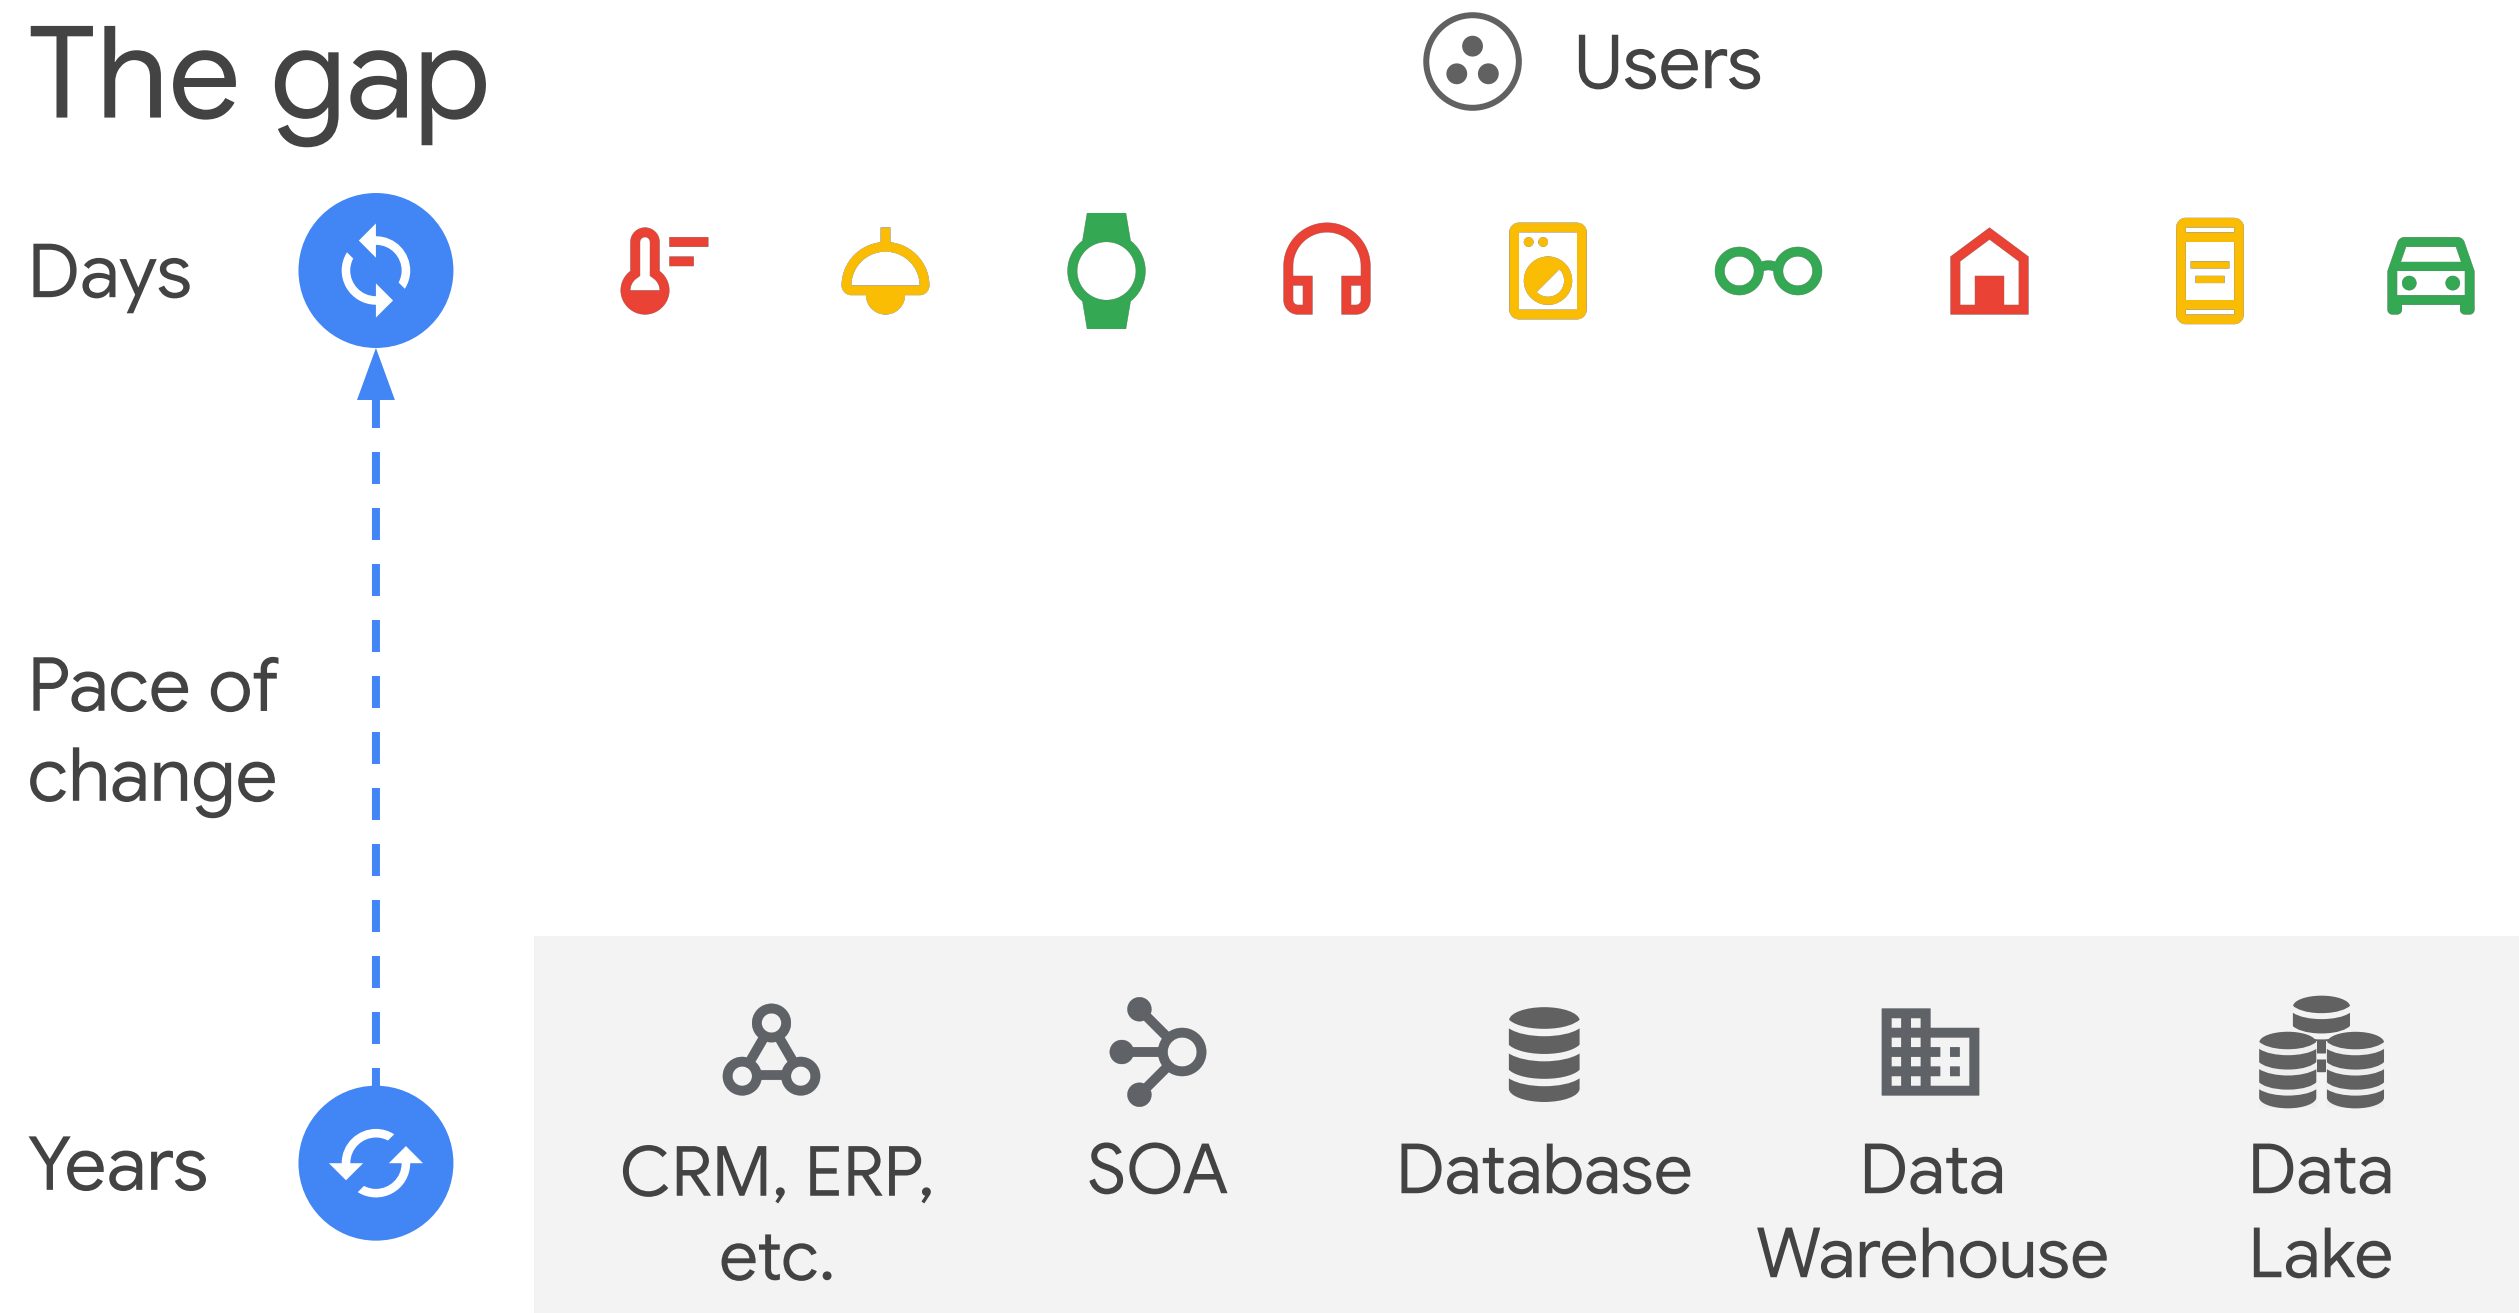 The gap
Users
Days
Pace of
change
Years
CRM, ERP,
etc.
SOA
Database
Data
Warehouse
Data
Lake